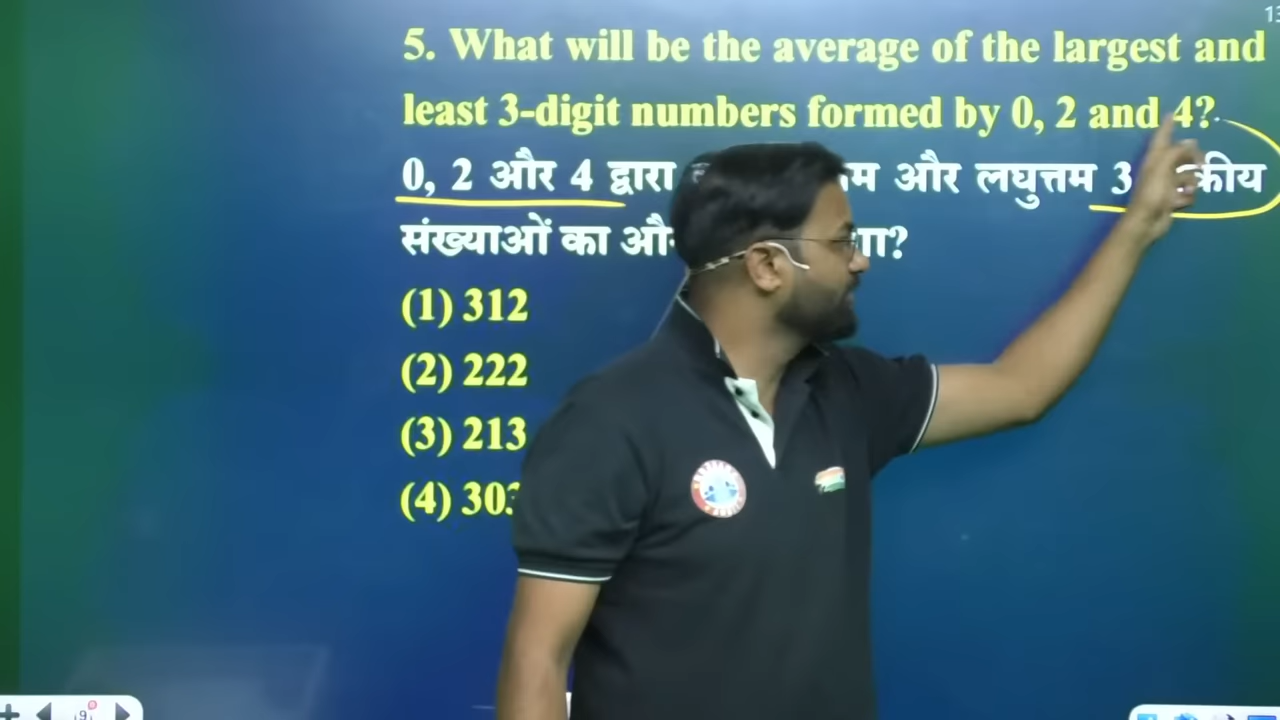 5. What will be the average of the largest and
least 3-digit numbers formed by 0, 2 and 4?
0, 2 और 4 द्वारा और लघुत्तम 3
संख्याओं का
(1) 312
(2) 222
(3) 213
(4) 303